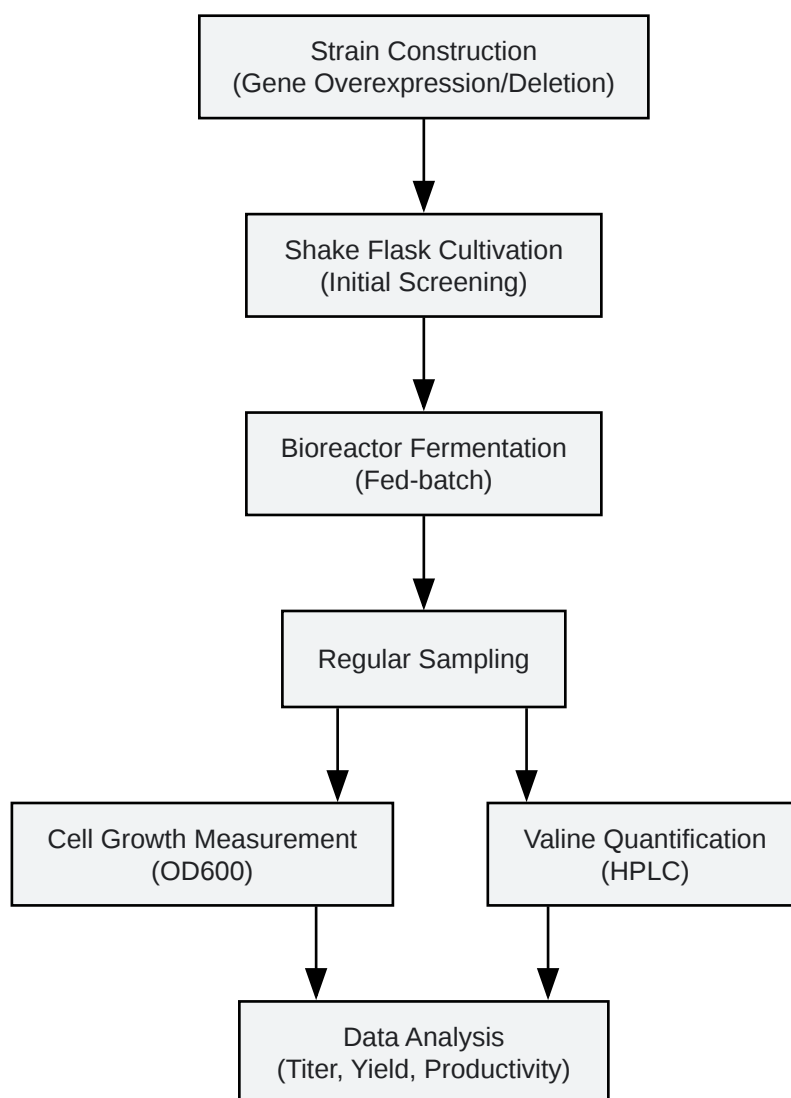 Strain Construction
(Gene Overexpression/Deletion)
Shake Flask Cultivation
(Initial Screening)
Bioreactor Fermentation
(Fed-batch)
Regular Sampling
Cell Growth Measurement
(OD600)
Valine Quantification
(HPLC)
Data Analysis
(Titer, Yield, Productivity)